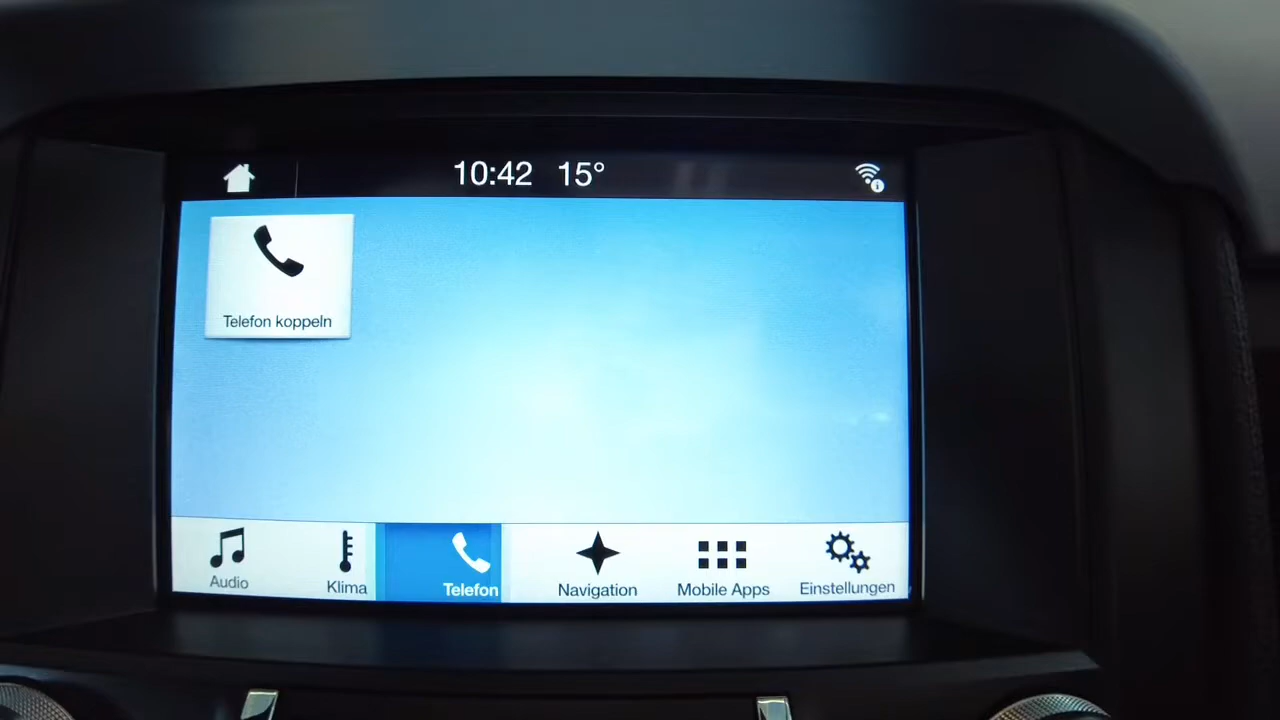 10:42 15°
Telefon koppeln
Audio
Klima
Telefon
Navigation
Mobile Apps
Einstellungen